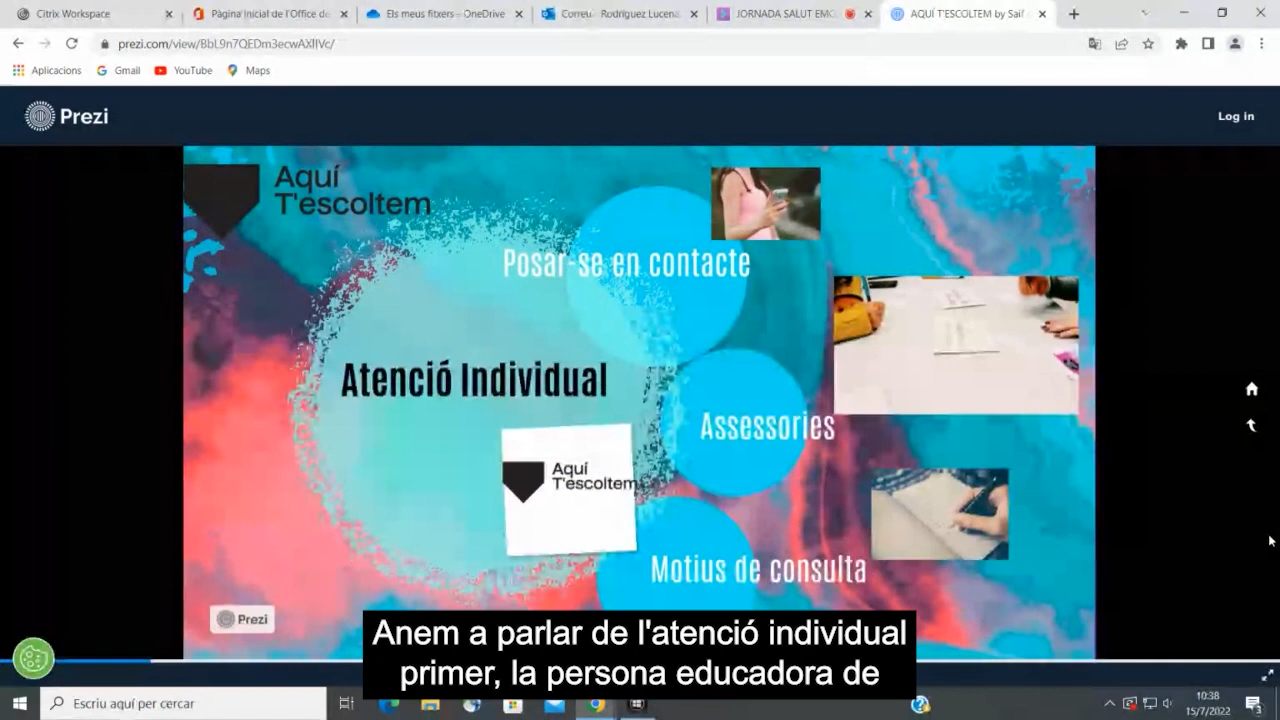 Citrix Workspace
Pàgina Inicial de l'Office de
Els meus fitxers - OneDrive
Correu - Rodríguez Lucena
JORNADA SALUT EMO
AQUÍ T'ESCOLTEM by Saif
prezi.com/view/BbL9n7QEDm3ecwAXlIVc/
Aplicacions
Gmail
YouTube
Maps
Prezi
Log in
Aquí
T'escoltem
Posar-se en contacte
Atenció Individual
Assessories
Aquí
T'escoltem
Motius de consulta
Prezi
Anem a parlar de l'atenció individual
primer, la persona educadora de
Escriu aquí per cercar
10:38
15/7/2022
3